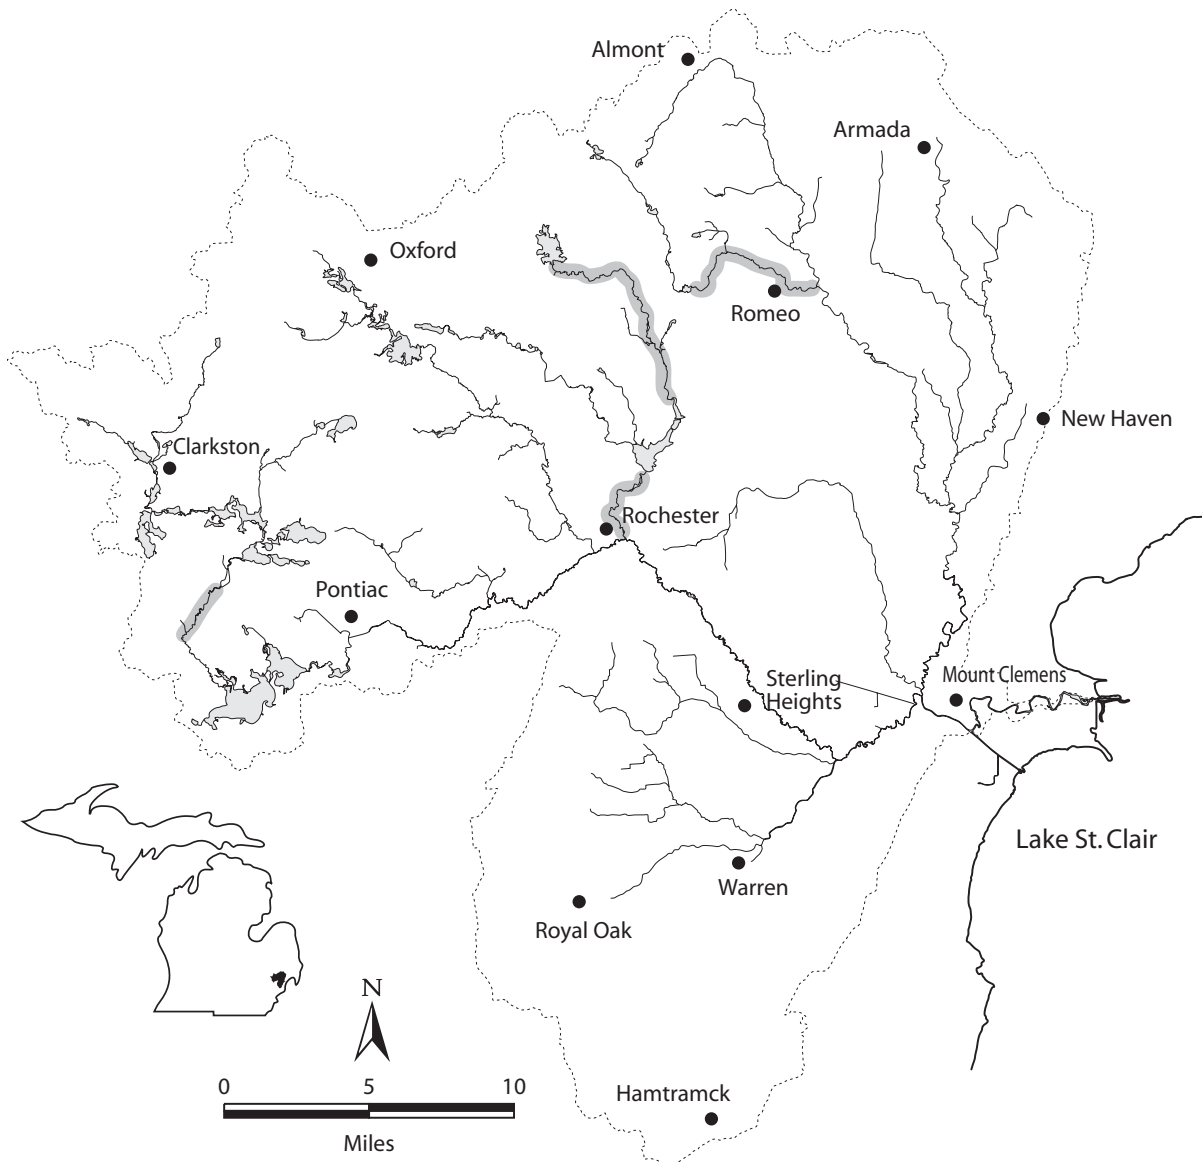 Almont
Armada
Oxford
Romeo
New Haven
Clarkston
Rochester
Pontiac
Mount Clemens
Sterling
Heights
Lake St. Clair
Warren
Royal Oak
N
0 5 10
Miles
Hamtramck